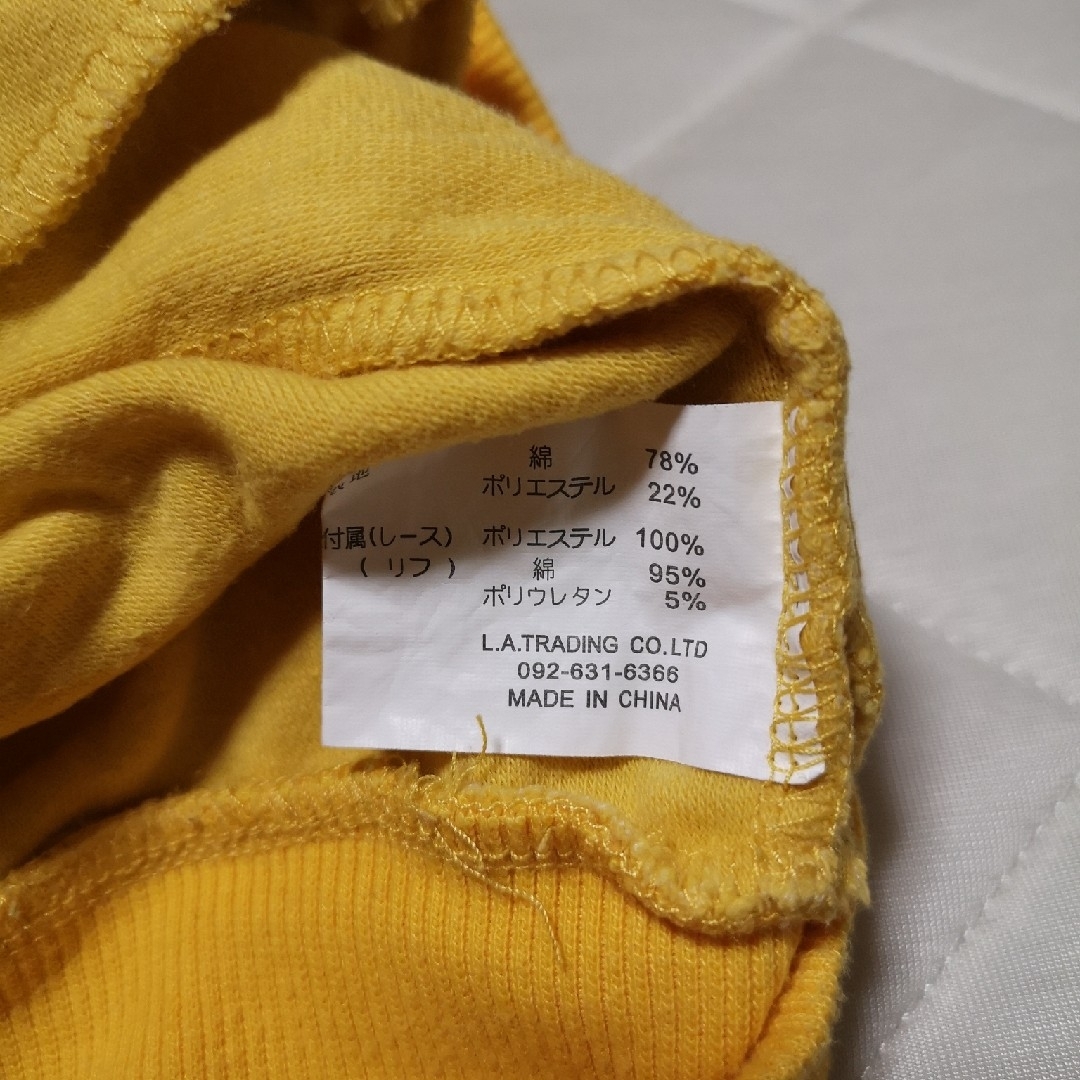 綿 78%
ポリエステル 22%
付属(レース) ポリエステル 100%
( リブ ) 綿 95%
ポリウレタン 5%
L.A.TRADING CO.LTD
092-631-6366
MADE IN CHINA